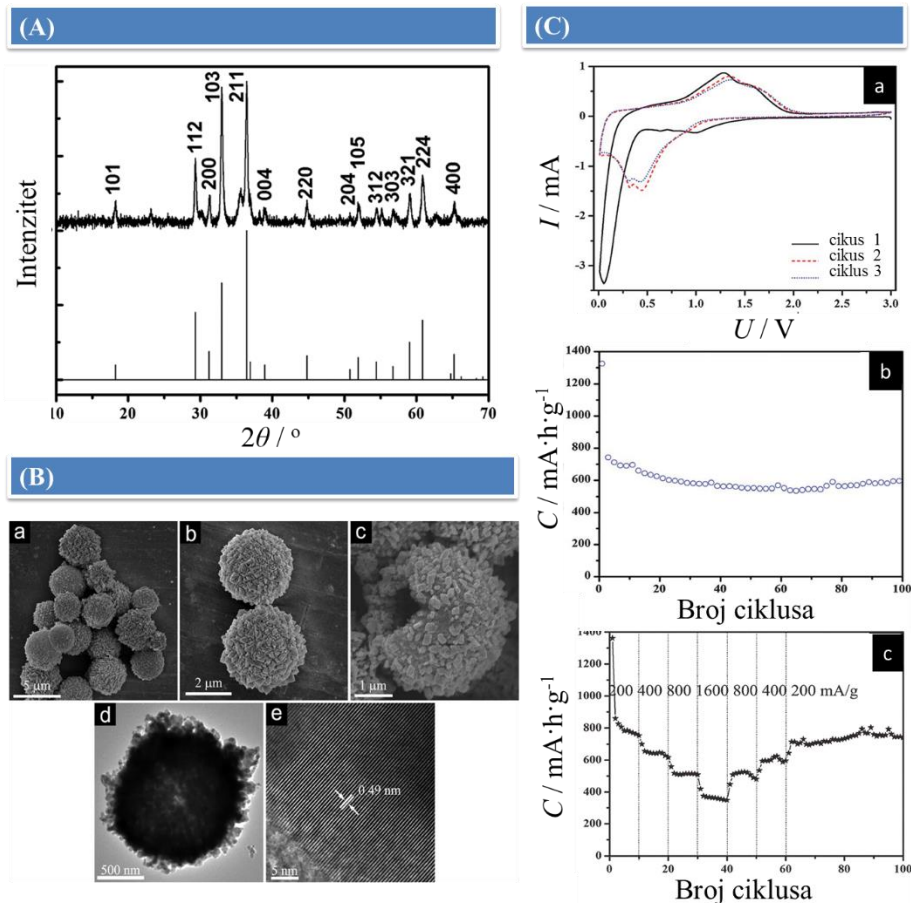 (A)
Intenzitet
101
112
200
103
211
004
220
204
105
312
303
321
224
400
10 20 30 40 50 60 70
2θ / °
(B)
a
5 μm
b
2 μm
c
1 μm
d
500 nm
e
0.49 nm
5 nm
(C)
a
I / mA
1
0
-1
-2
-3
cikus 1
ciklus 2
ciklus 3
0.0 0.5 1.0 1.5 2.0 2.5 3.0
U / V
b
C / mA·h·g⁻¹
1400
1200
1000
800
600
400
200
0
0 20 40 60 80 100
Broj ciklusa
c
C / mA·h·g⁻¹
1400
1200
1000
800
600
400
200
0
200 400 800 1600 800 400 200 mA/g
0 20 40 60 80 100
Broj ciklusa